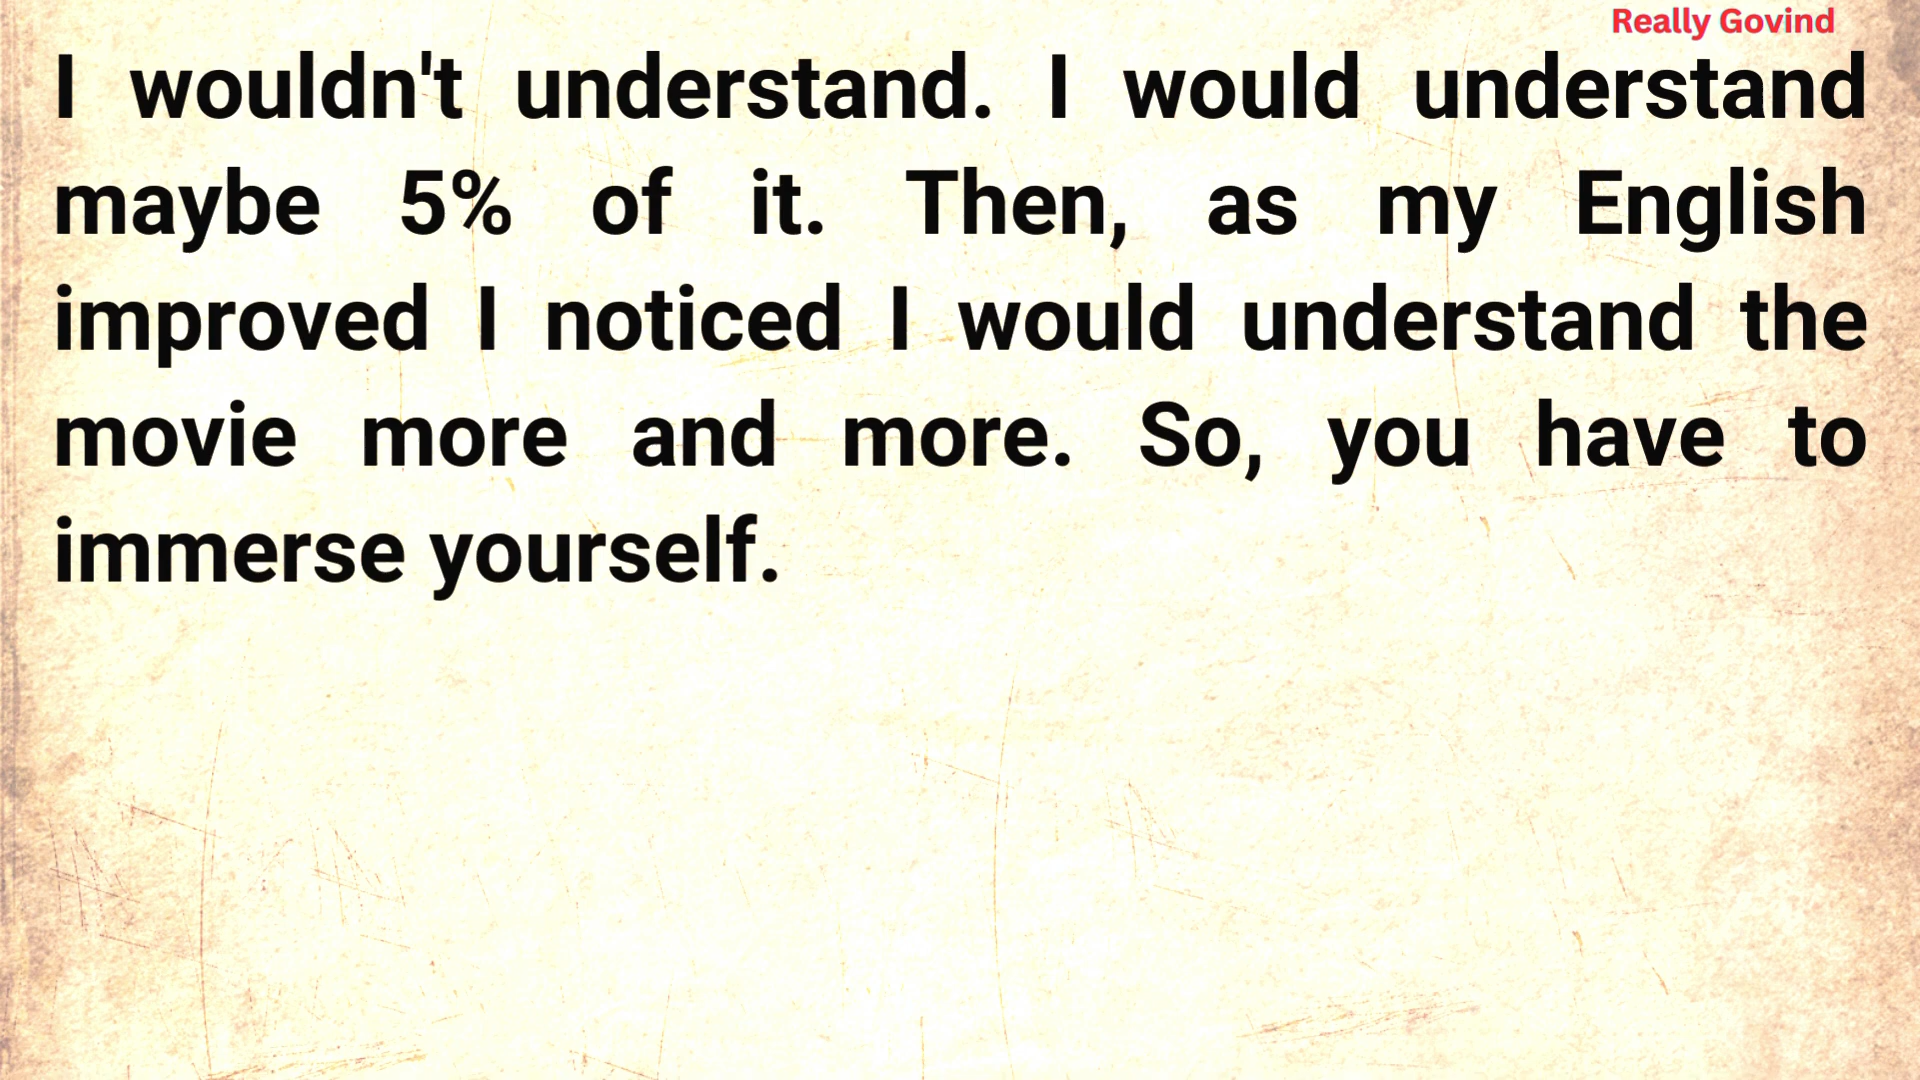 Really Govind
I wouldn't understand. I would understand
maybe 5% of it. Then, as my English
improved I noticed I would understand the
movie more and more. So, you have to
immerse yourself.